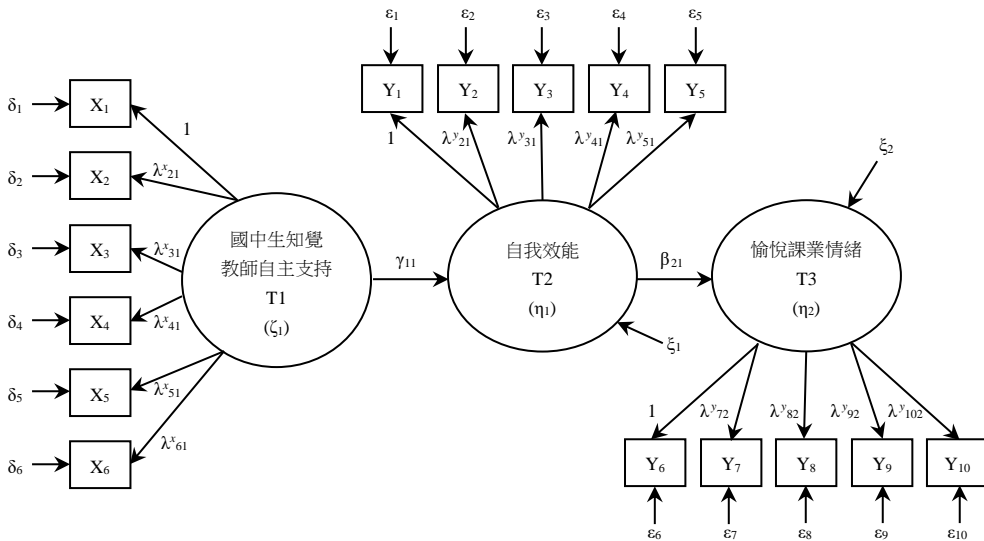 ε₁ ε₂ ε₃ ε₄ ε₅
Y₁ Y₂ Y₃ Y₄ Y₅
1 λʸ₂₁ λʸ₃₁ λʸ₄₁ λʸ₅₁
δ₁ X₁ 1
δ₂ X₂ λˣ₂₁
δ₃ X₃ λˣ₃₁
δ₄ X₄ λˣ₄₁
δ₅ X₅ λˣ₅₁
δ₆ X₆ λˣ₆₁
國中生知覺
教師自主支持
T1
(ζ₁)
γ₁₁
自我效能
T2
(η₁)
ξ₁
β₂₁
ξ₂
愉悅課業情緒
T3
(η₂)
1 λʸ₇₂ λʸ₈₂ λʸ₉₂ λʸ₁₀₂
Y₆ Y₇ Y₈ Y₉ Y₁₀
ε₆ ε₇ ε₈ ε₉ ε₁₀